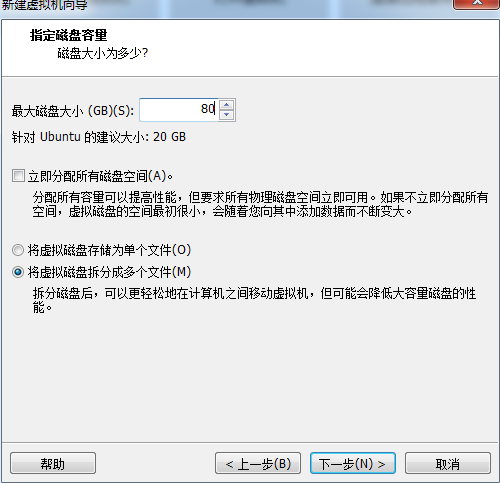 新建虚拟机向导
指定磁盘容量
磁盘大小为多少?
最大磁盘大小 (GB)(S): 80
针对 Ubuntu 的建议大小: 20 GB
立即分配所有磁盘空间(A)。
分配所有容量可以提高性能，但要求所有物理磁盘空间立即可用。如果不立即分配所有
空间，虚拟磁盘的空间最初很小，会随着您向其中添加数据而不断变大。
将虚拟磁盘存储为单个文件(O)
将虚拟磁盘拆分成多个文件(M)
拆分磁盘后，可以更轻松地在计算机之间移动虚拟机，但可能会降低大容量磁盘的性
能。
帮助 < 上一步(B) 下一步(N) > 取消